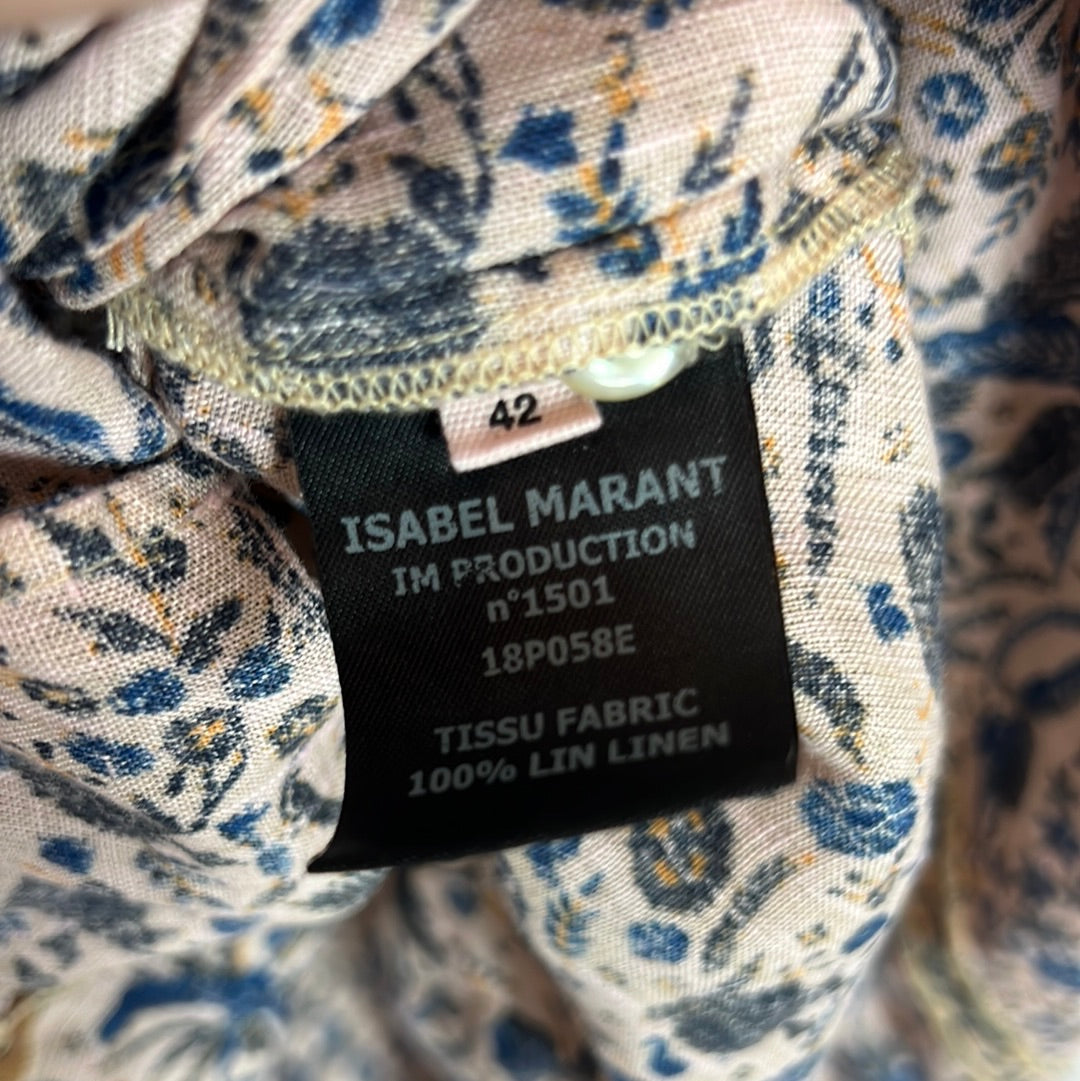 42
ISABEL MARANT
IM PRODUCTION
n°1501
18P058E
TISSU FABRIC
100% LIN LINEN